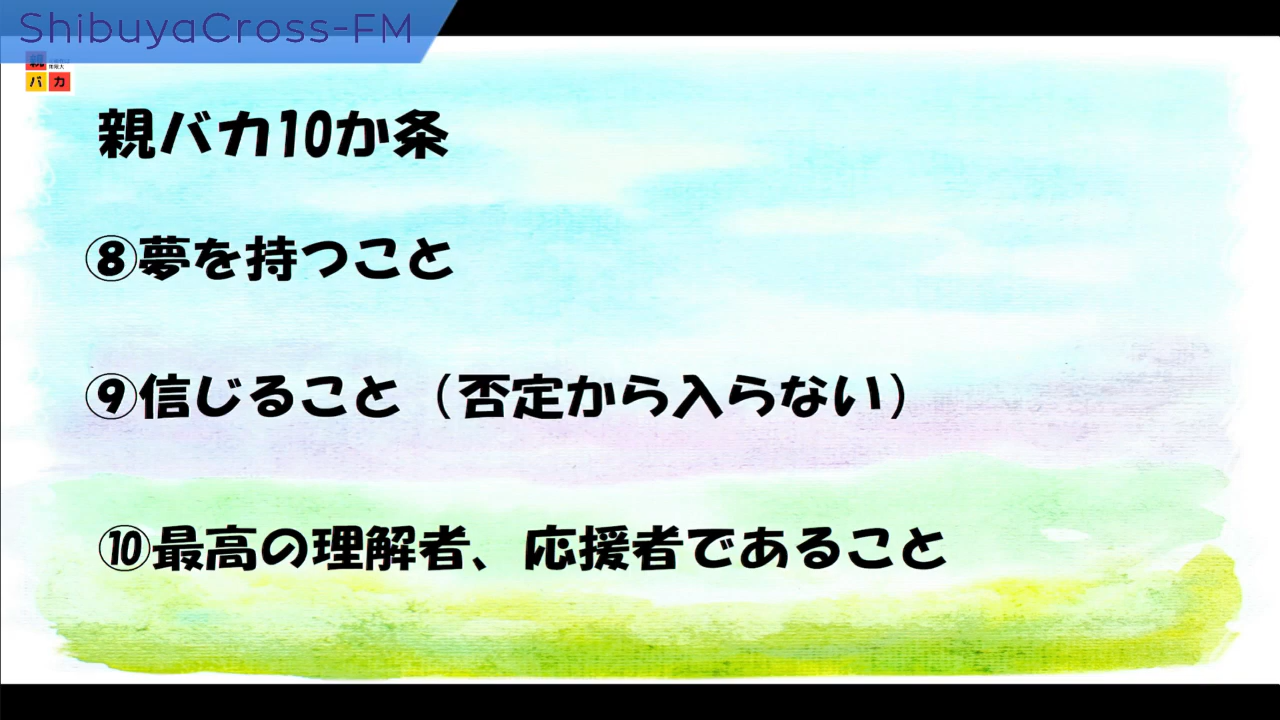 ShibuyaCross-FM
親
バ カ
親バカ10か条
⑧夢を持つこと
⑨信じること（否定から入らない）
⑩最高の理解者、応援者であること